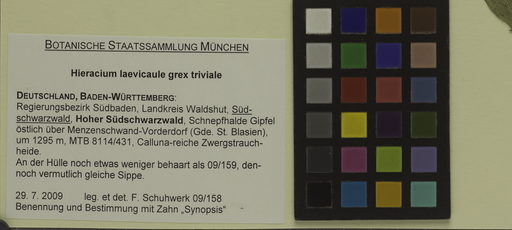 BOTANISCHE STAATSSAMMLUNG MÜNCHEN
Hieracium laevicaule grex triviale
DEUTSCHLAND, BADEN-WÜRTTEMBERG:
Regierungsbezirk Südbaden, Landkreis Waldshut, Süd-
schwarzwald, Hoher Südschwarzwald, Schnepfhalde Gipfel
östlich über Menzenschwand-Vorderdorf (Gde. St. Blasien),
um 1295 m, MTB 8114/431, Calluna-reiche Zwergstrauch-
heide.
An der Hülle noch etwas weniger behaart als 09/159, den-
noch vermutlich gleiche Sippe.
29. 7. 2009 leg. et det. F. Schuhwerk 09/158
Benennung und Bestimmung mit Zahn „Synopsis“